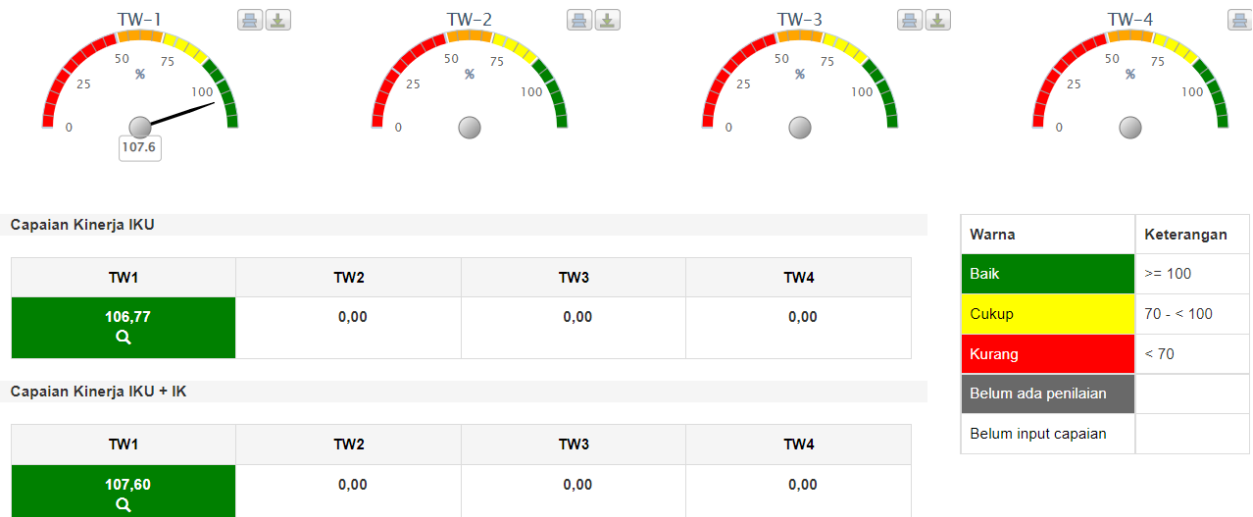 TW-1
TW-2
TW-3
TW-4
0 25 50 75 100 %
107.6
0 25 50 75 100 %
0 25 50 75 100 %
0 25 50 75 100 %
Capaian Kinerja IKU
TW1 TW2 TW3 TW4
106,77 0,00 0,00 0,00
Capaian Kinerja IKU + IK
TW1 TW2 TW3 TW4
107,60 0,00 0,00 0,00
Warna Keterangan
Baik >= 100
Cukup 70 - < 100
Kurang < 70
Belum ada penilaian
Belum input capaian